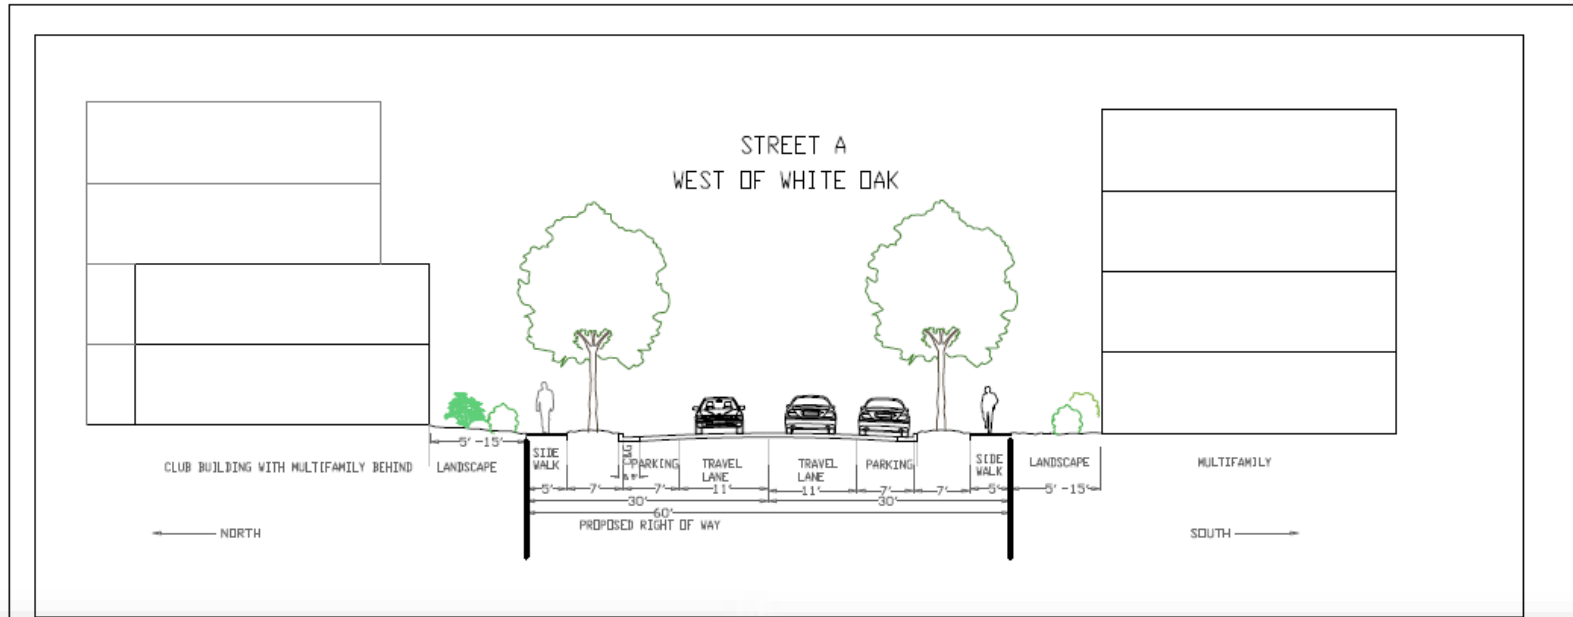 STREET A
WEST OF WHITE OAK
5' -15'
SIDE
WALK
C&G
PARKING
TRAVEL
LANE
TRAVEL
LANE
PARKING
SIDE
WALK
LANDSCAPE
MULTIFAMILY
CLUB BUILDING WITH MULTIFAMILY BEHIND
LANDSCAPE
5' 7' 7' 11' 11' 7' 7' 5' 5' -15'
30' 30'
60'
PROPOSED RIGHT OF WAY
NORTH
SOUTH